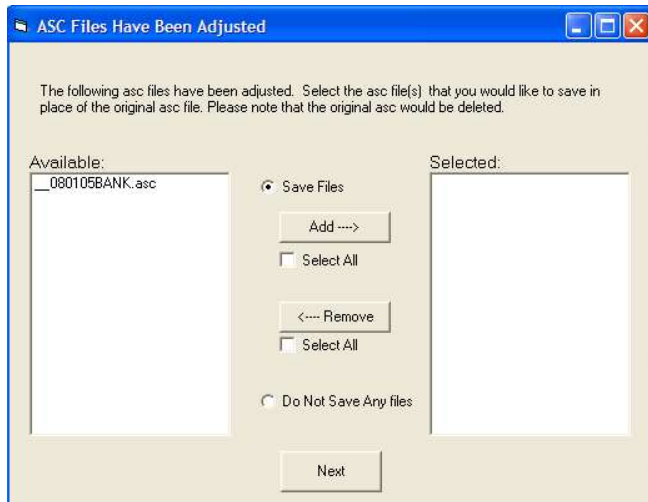 ASC Files Have Been Adjusted
The following asc files have been adjusted. Select the asc file(s) that you would like to save in
place of the original asc file. Please note that the original asc would be deleted.
Available:
Selected:
__080105BANK.asc
Save Files
Add ---->
Select All
<---- Remove
Select All
Do Not Save Any files
Next